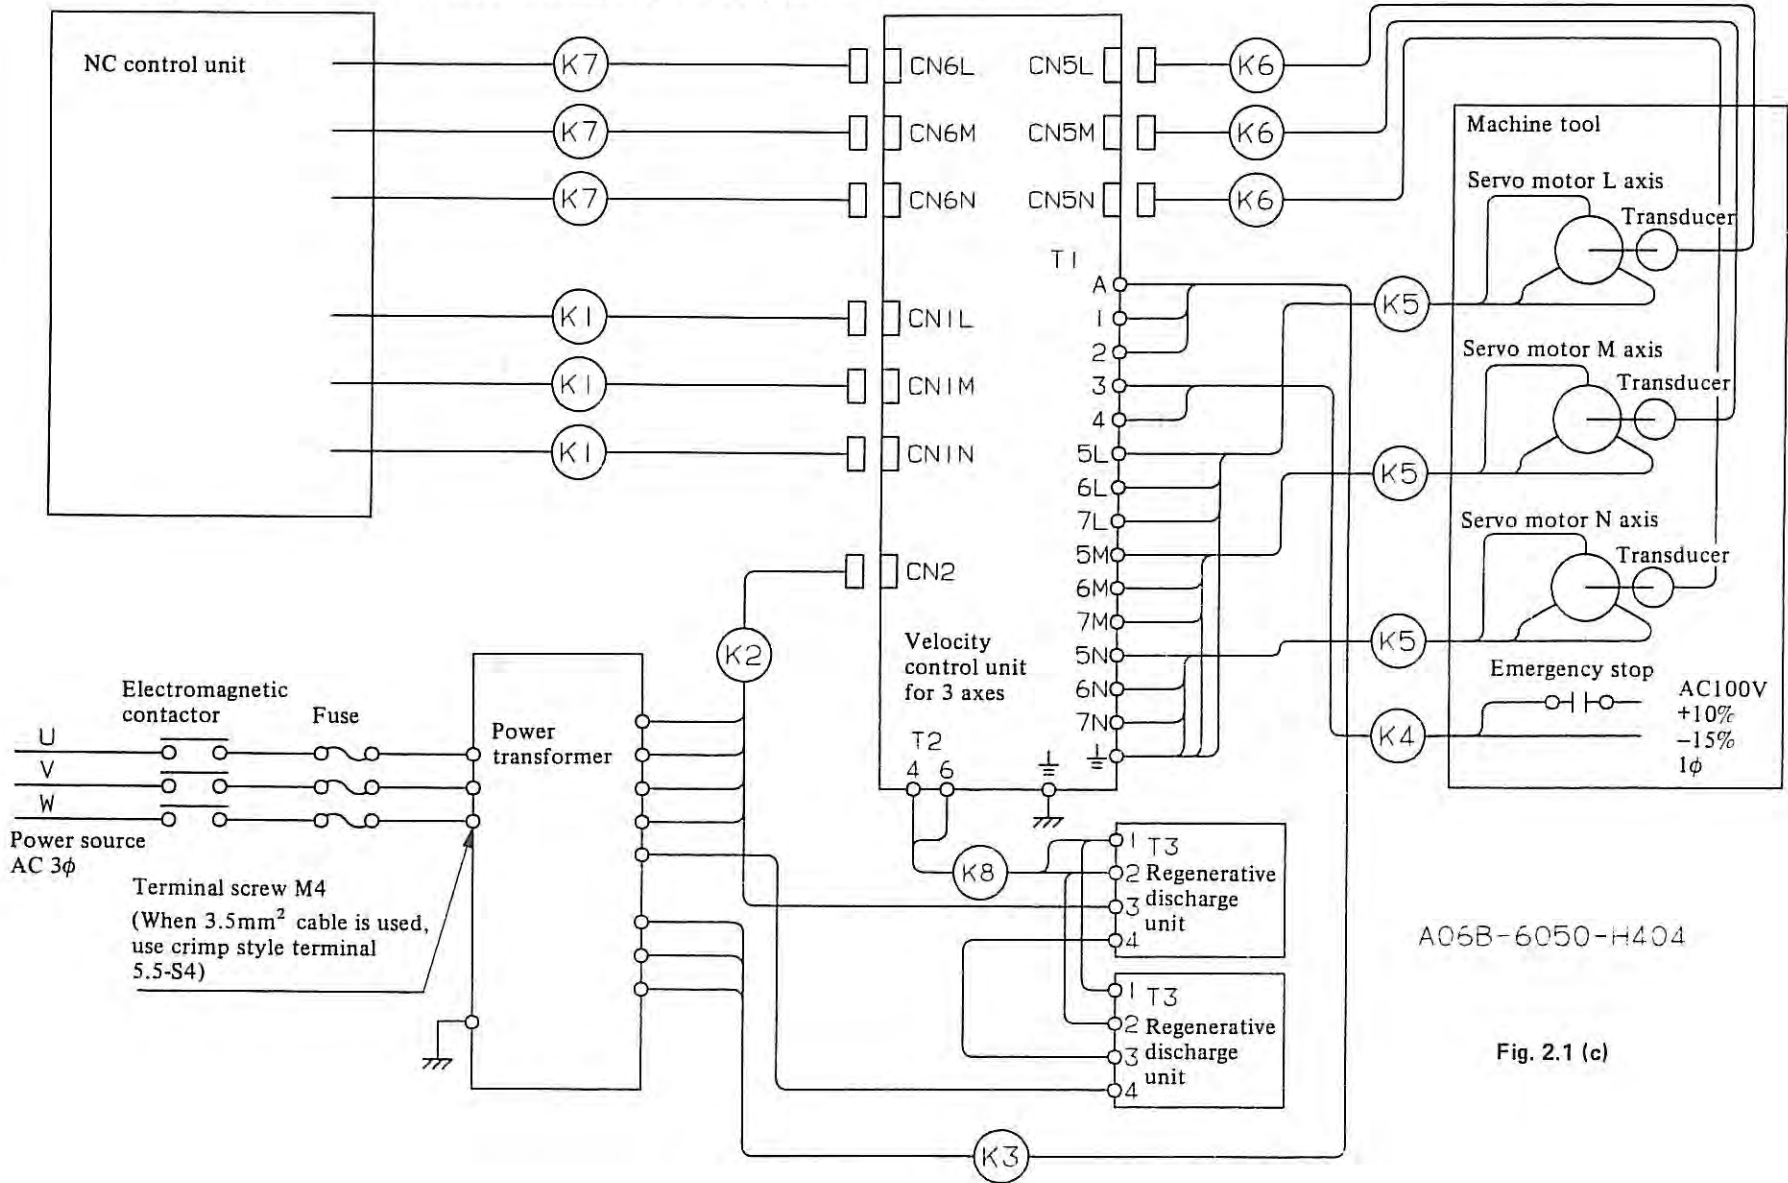 NC control unit
K7
CN6L
CN5L
K6
K7
CN6M
CN5M
K6
K7
CN6N
CN5N
K6
Machine tool
Servo motor L axis
Transducer
T1
A
1
2
3
4
5L
6L
7L
5M
6M
7M
5N
6N
7N
K1
CN1L
K1
CN1M
K1
CN1N
K5
Servo motor M axis
Transducer
K5
Servo motor N axis
Transducer
K5
CN2
K2
Velocity
control unit
for 3 axes
T2
4 6
Emergency stop
K4
AC100V
+10%
−15%
1ϕ
Electromagnetic
contactor
Fuse
U
V
W
Power source
AC 3ϕ
Power
transformer
Terminal screw M4
(When 3.5mm² cable is used,
use crimp style terminal
5.5-S4)
K8
1 T3
2 Regenerative
3 discharge
unit
4
1 T3
2 Regenerative
3 discharge
unit
4
K3
A06B-6050-H404
Fig. 2.1 (c)